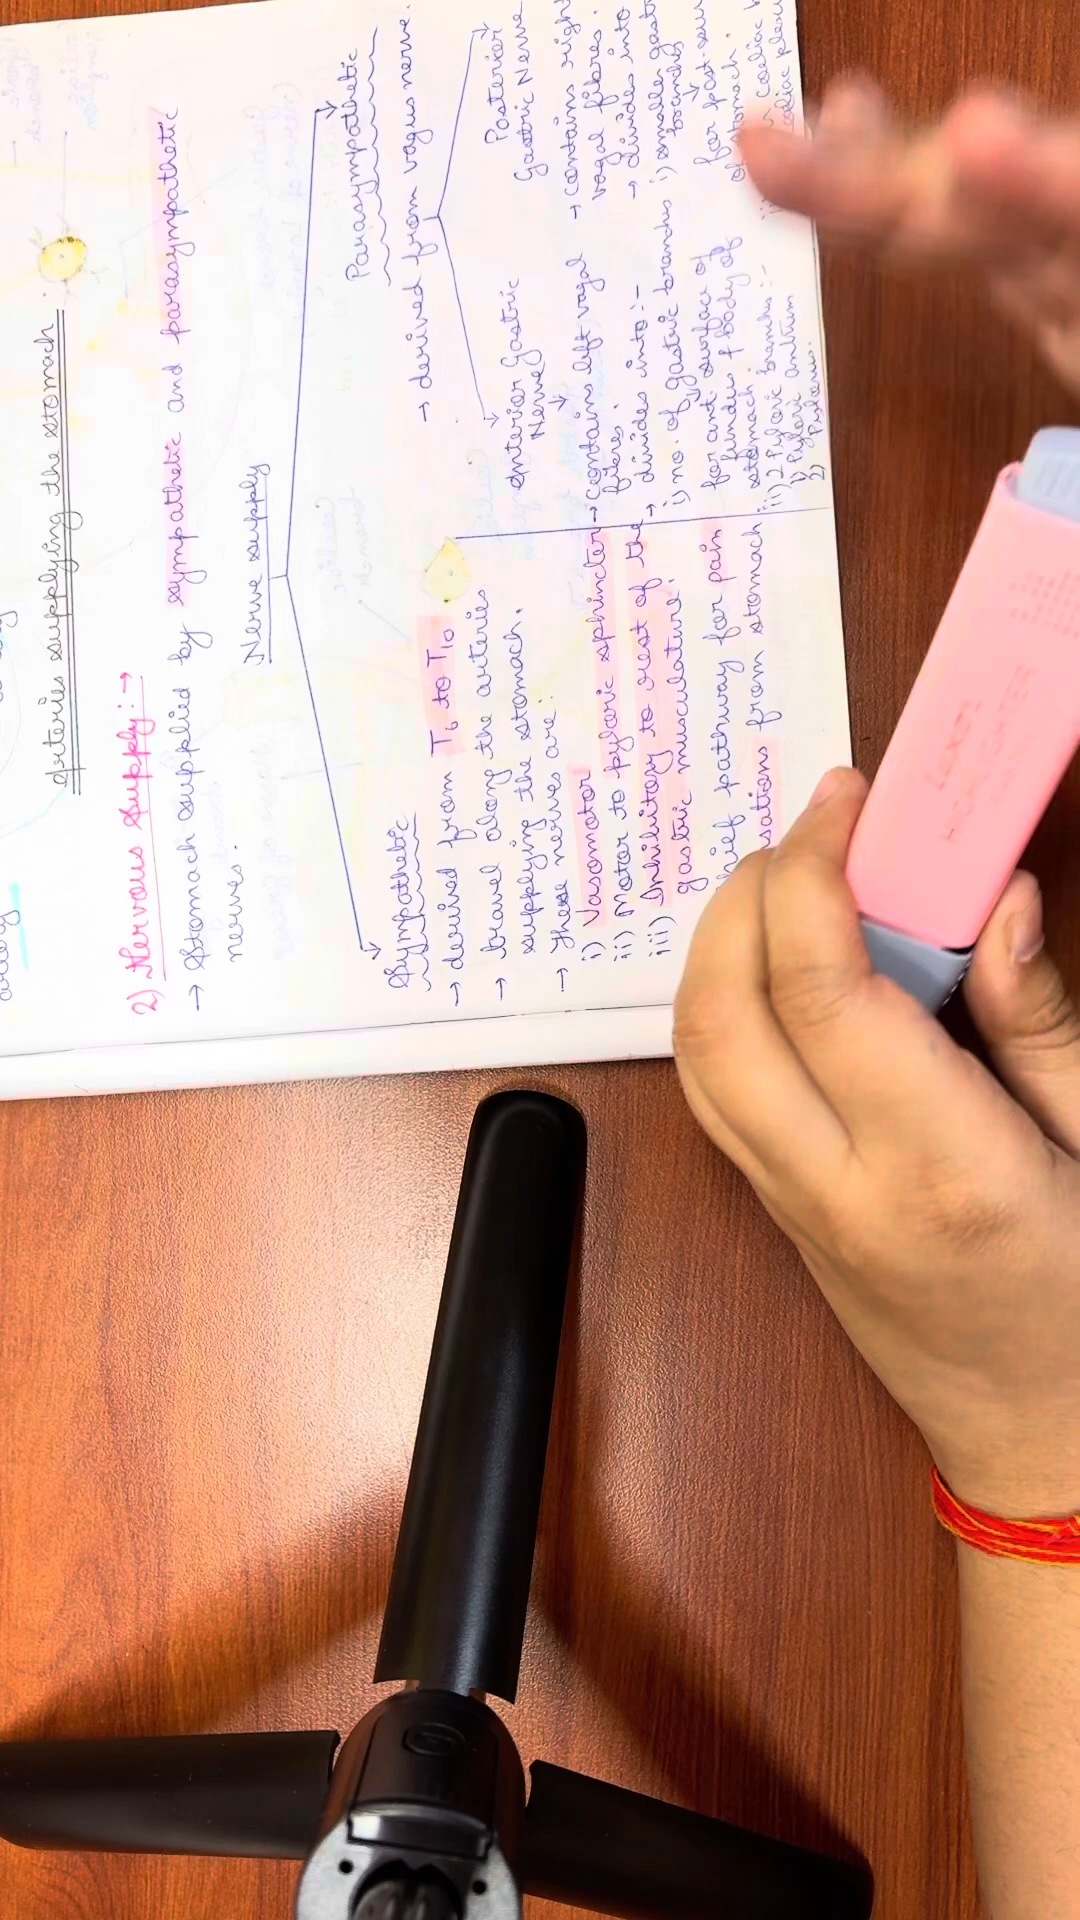 Arteries supplying the stomach.
2) Nervous Supply :→
→ Stomach supplied by sympathetic and parasympathetic
nerves.
Nerve supply
Sympathetic
→ derived from T6 to T10
→ travel along the arteries
supplying the stomach.
→ These nerves are:
i) Vasomotor
ii) Motor to pyloric sphincter
iii) Inhibitory to rest of the
gastric musculature.
chief pathway for pain
sations from stomach
Parasympathetic
→ derived from vagus nerve.
Anterior Gastric
Nerve
→ Contains left vagal
fibres.
→ divides into :-
i) no. of gastric branches
for ant surface of
fundus & body of
stomach.
ii) 2 Pyloric branches :-
1) Pyloric antrum
2) Pylorus.
Posterior
Gastric Nerve
→ contains righ
vagal fibres.
→ divides into
i) smaller gast
branches
for post. sur
of stomach.
coeliac b